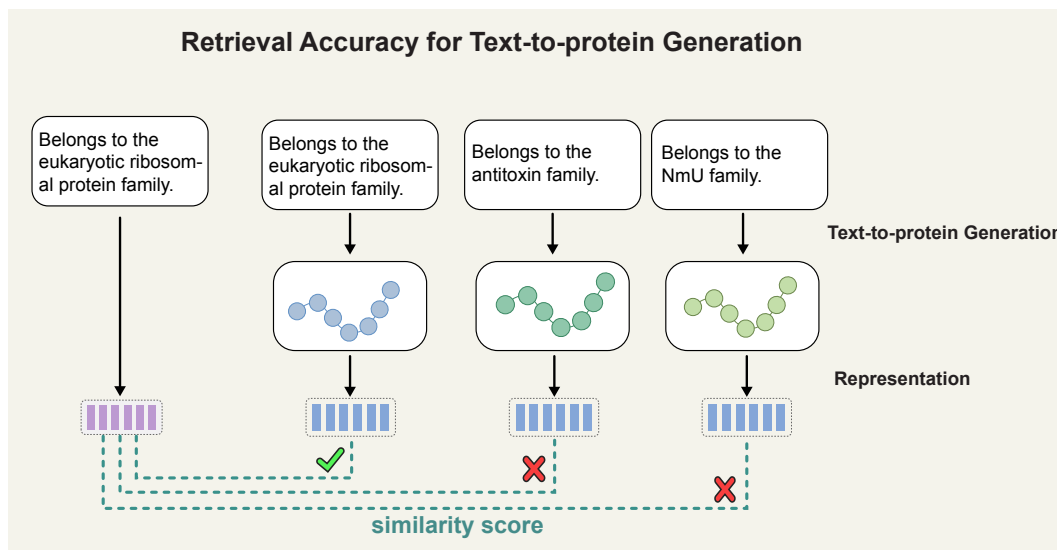 Retrieval Accuracy for Text-to-protein Generation
Belongs to the
eukaryotic ribosom-
al protein family.
Belongs to the
eukaryotic ribosom-
al protein family.
Belongs to the
antitoxin family.
Belongs to the
NmU family.
Text-to-protein Generation
Representation
similarity score